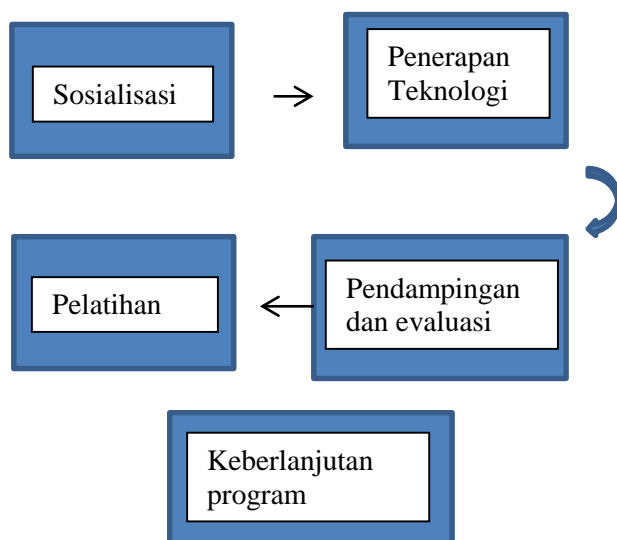 Sosialisasi
Penerapan
Teknologi
Pelatihan
Pendampingan
dan evaluasi
Keberlanjutan
program